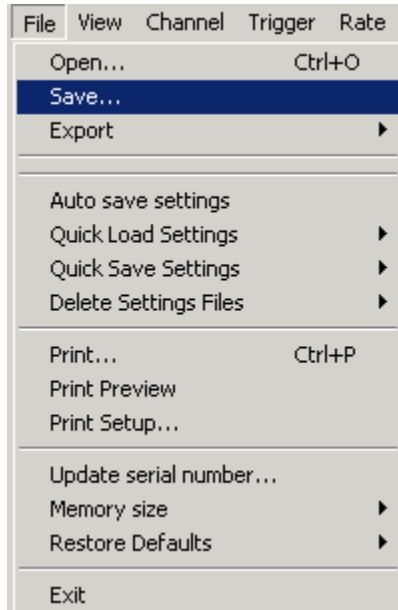 File View Channel Trigger Rate
Open... Ctrl+O
Save...
Export
Auto save settings
Quick Load Settings
Quick Save Settings
Delete Settings Files
Print... Ctrl+P
Print Preview
Print Setup...
Update serial number...
Memory size
Restore Defaults
Exit